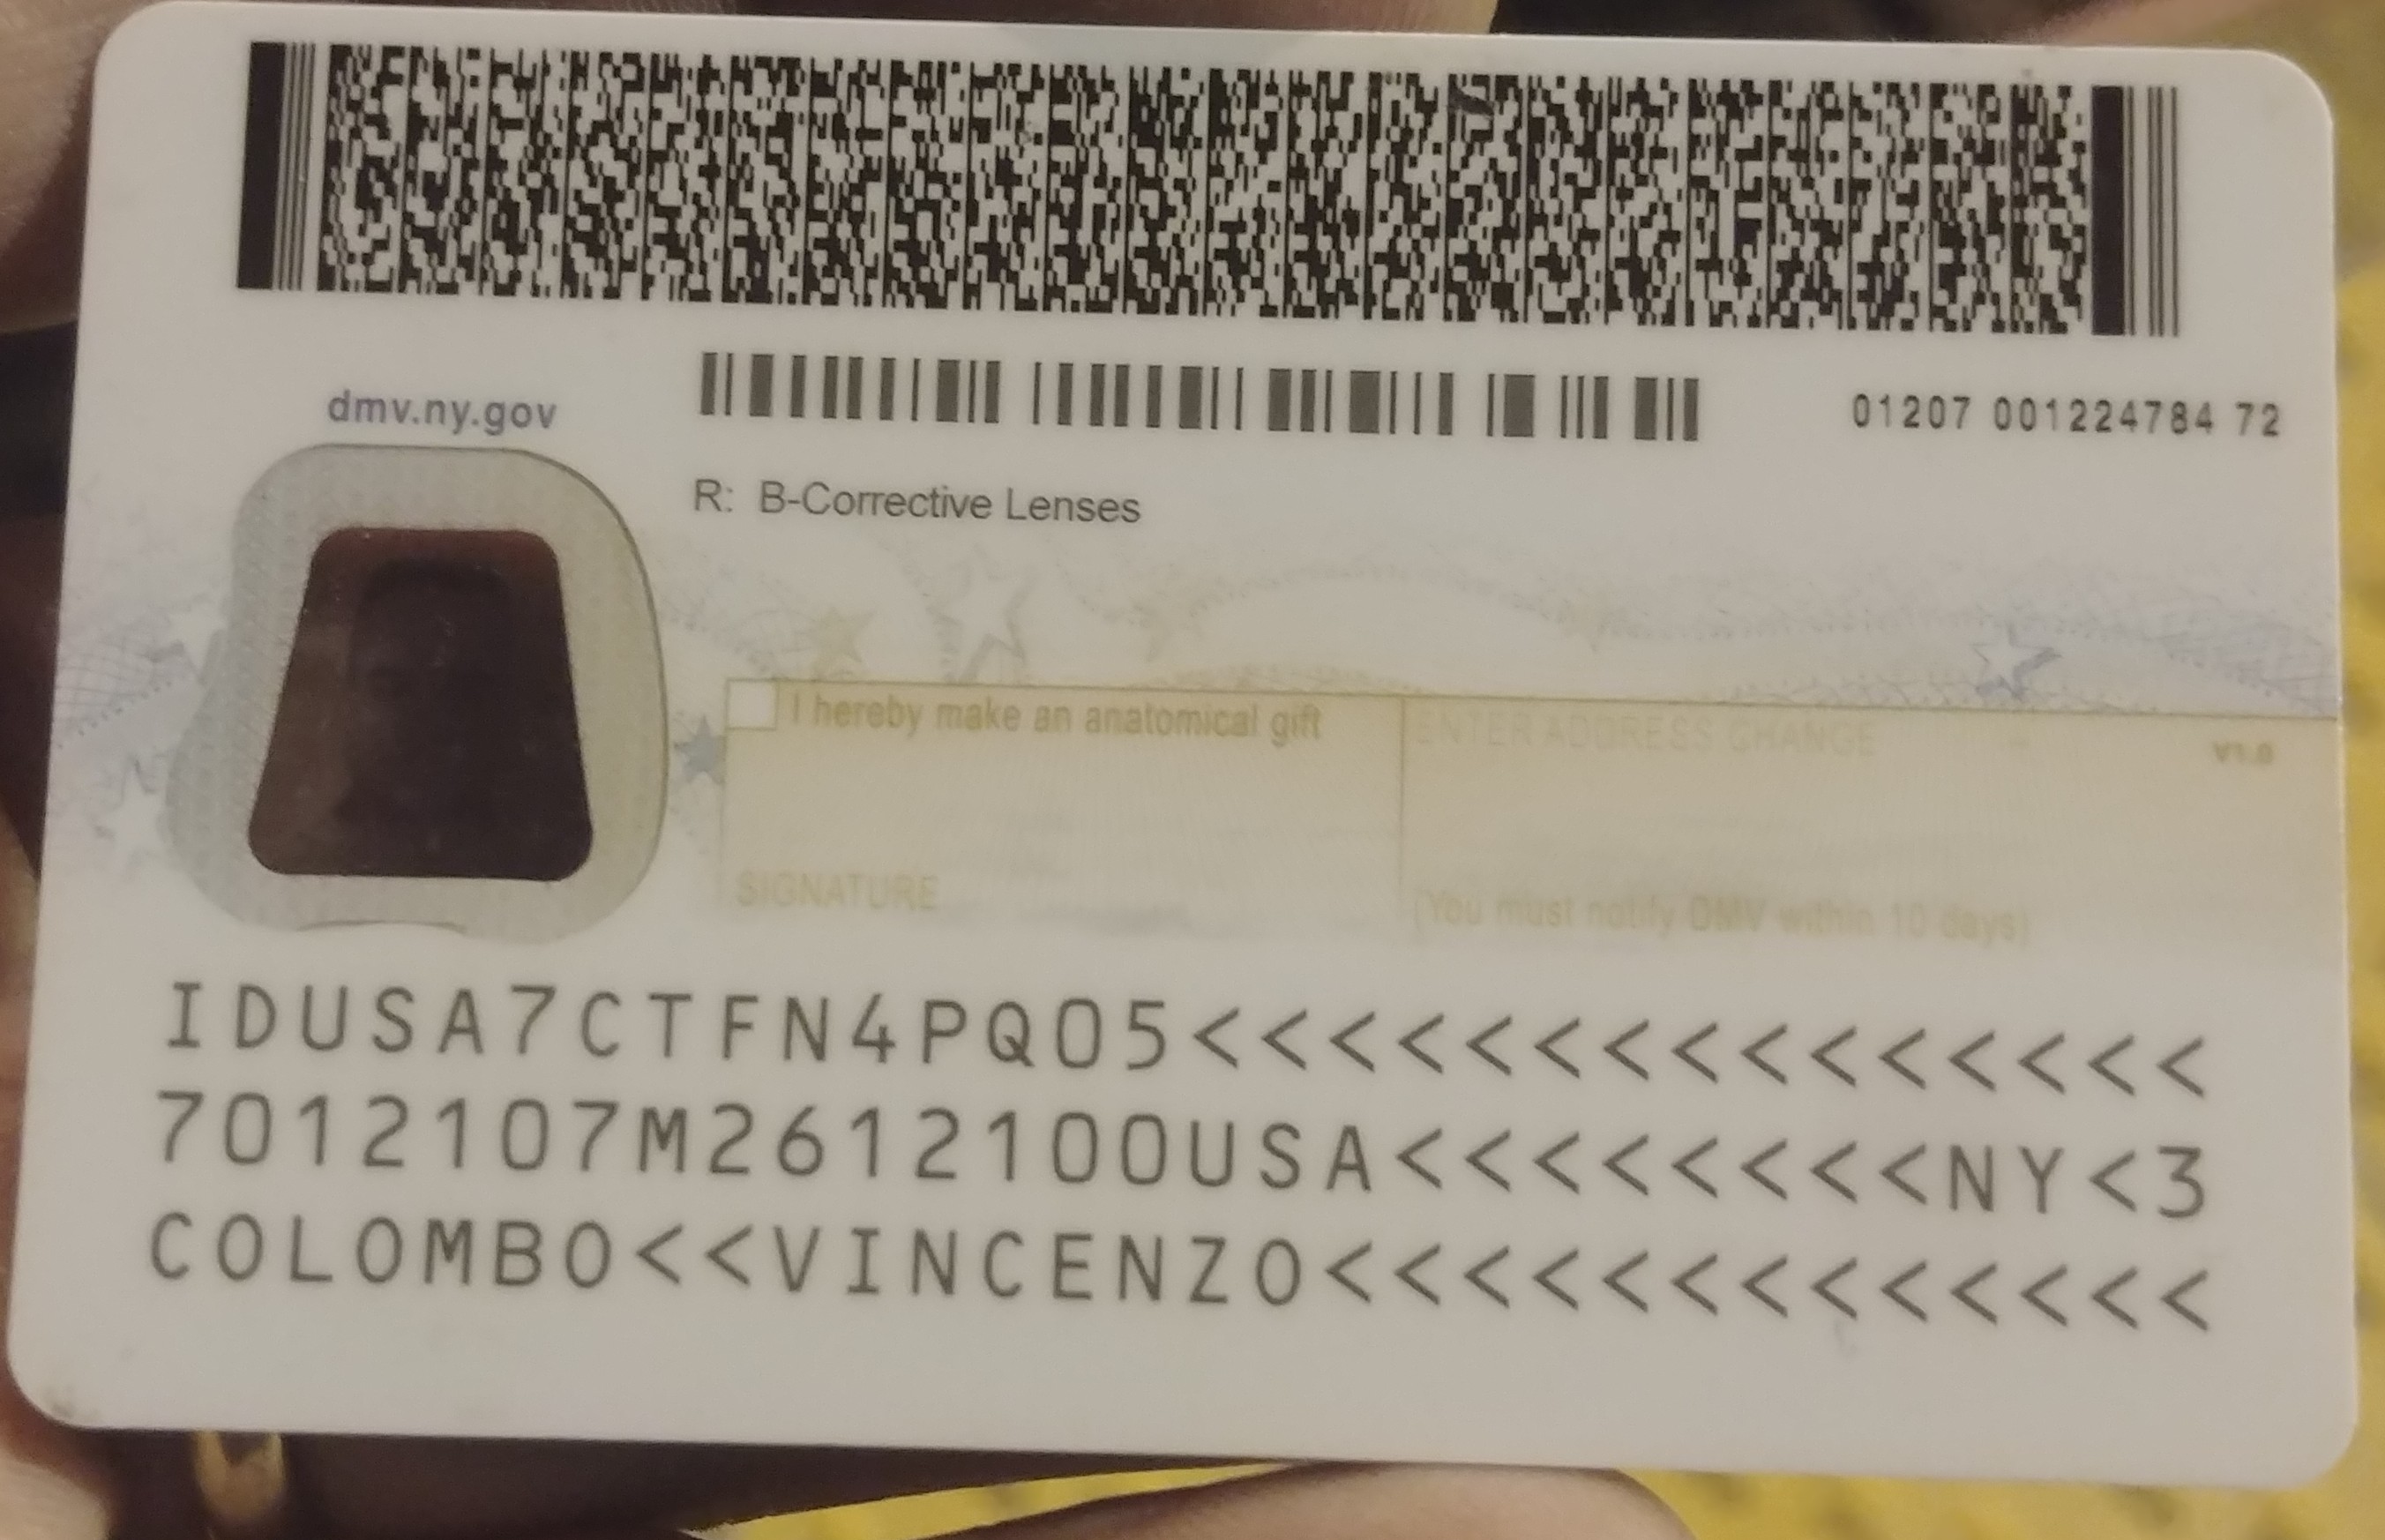 dmv.ny.gov
01207 001224784 72
R: B-Corrective Lenses
I hereby make an anatomical gift
ENTER ADDRESS CHANGE
V1.0
SIGNATURE
(You must notify DMV within 10 days)
IDUSA7CTFN4PQ05<<<<<<<<<<<<<<<
7012107M2612100USA<<<<<<<<NY<3
COLOMBO<<VINCENZO<<<<<<<<<<<<<